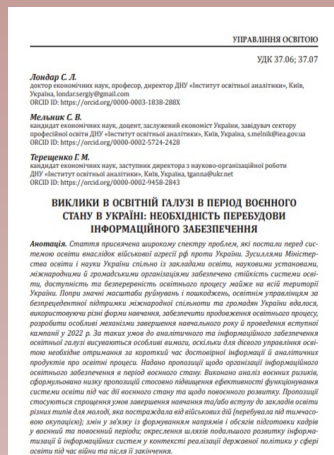 УПРАВЛІННЯ ОСВІТОЮ
УДК 37.06; 37.07
Лондар С. Л.
доктор економічних наук, професор, директор ДНУ «Інститут освітньої аналітики», Київ,
Україна, londar.sergiy@gmail.com
ORCID ID: https://orcid.org/0000-0003-1838-288X
Мельник С. В.
кандидат економічних наук, доцент, заслужений економіст України, завідувач сектору
професійної освіти ДНУ «Інститут освітньої аналітики», Київ, Україна, s.melnik@iea.gov.ua
ORCID ID: https://orcid.org/0000-0002-5724-2428
Терещенко Г. М.
кандидат економічних наук, заступник директора з науково-організаційної роботи
ДНУ «Інститут освітньої аналітики», Київ, Україна, tganna@ukr.net
ORCID ID: https://orcid.org/0000-0002-9458-2843
ВИКЛИКИ В ОСВІТНІЙ ГАЛУЗІ В ПЕРІОД ВОЄННОГО
СТАНУ В УКРАЇНІ: НЕОБХІДНІСТЬ ПЕРЕБУДОВИ
ІНФОРМАЦІЙНОГО ЗАБЕЗПЕЧЕННЯ
Анотація. Стаття присвячена широкому спектру проблем, які постали перед сис-
темою освіти внаслідок військової агресії рф проти України. Зусиллями Міністер-
ства освіти і науки України спільно із закладами освіти, науковими установами,
міжнародними й громадськими організаціями забезпечено стійкість системи осві-
ти, доступність та безперервність освітнього процесу майже на всій території
України. Попри значні масштаби руйнувань і пошкоджень, освітнім управлінцям за
безпрецедентної підтримки міжнародної спільноти та громадян України вдалося,
використовуючи різні форми навчання, забезпечити продовження освітнього процесу,
розробити особливі механізми завершення навчального року й проведення вступної
кампанії у 2022 р. За таких умов до аналітичного та інформаційного забезпечення
освітньої галузі висуваються особливі вимоги, оскільки для дієвого управління осві-
тою необхідне отримання за короткий час достовірної інформації й аналітичних
продуктів про освітні процеси. Надано пропозиції щодо організації інформаційного
освітнього забезпечення в період воєнного стану. Виконано аналіз воєнних ризиків,
сформульовано низку пропозицій стосовно підвищення ефективності функціонування
системи освіти під час дії воєнного стану та щодо повоєнного розвитку. Пропозиції
стосуються спрощення умов завершення навчання та/або вступу до закладів освіти
різних типів для молоді, яка постраждала від військових дій (перебувала під тимчасо-
вою окупацією); змін у зв'язку із формуванням напрямів і обсягів підготовки кадрів
у воєнний та повоєнний періоди; окреслення шляхів подальшого розвитку інформа-
тизації й інформаційних систем у контексті реалізації державної політики у сфері
освіти під час війни та після її закінчення.